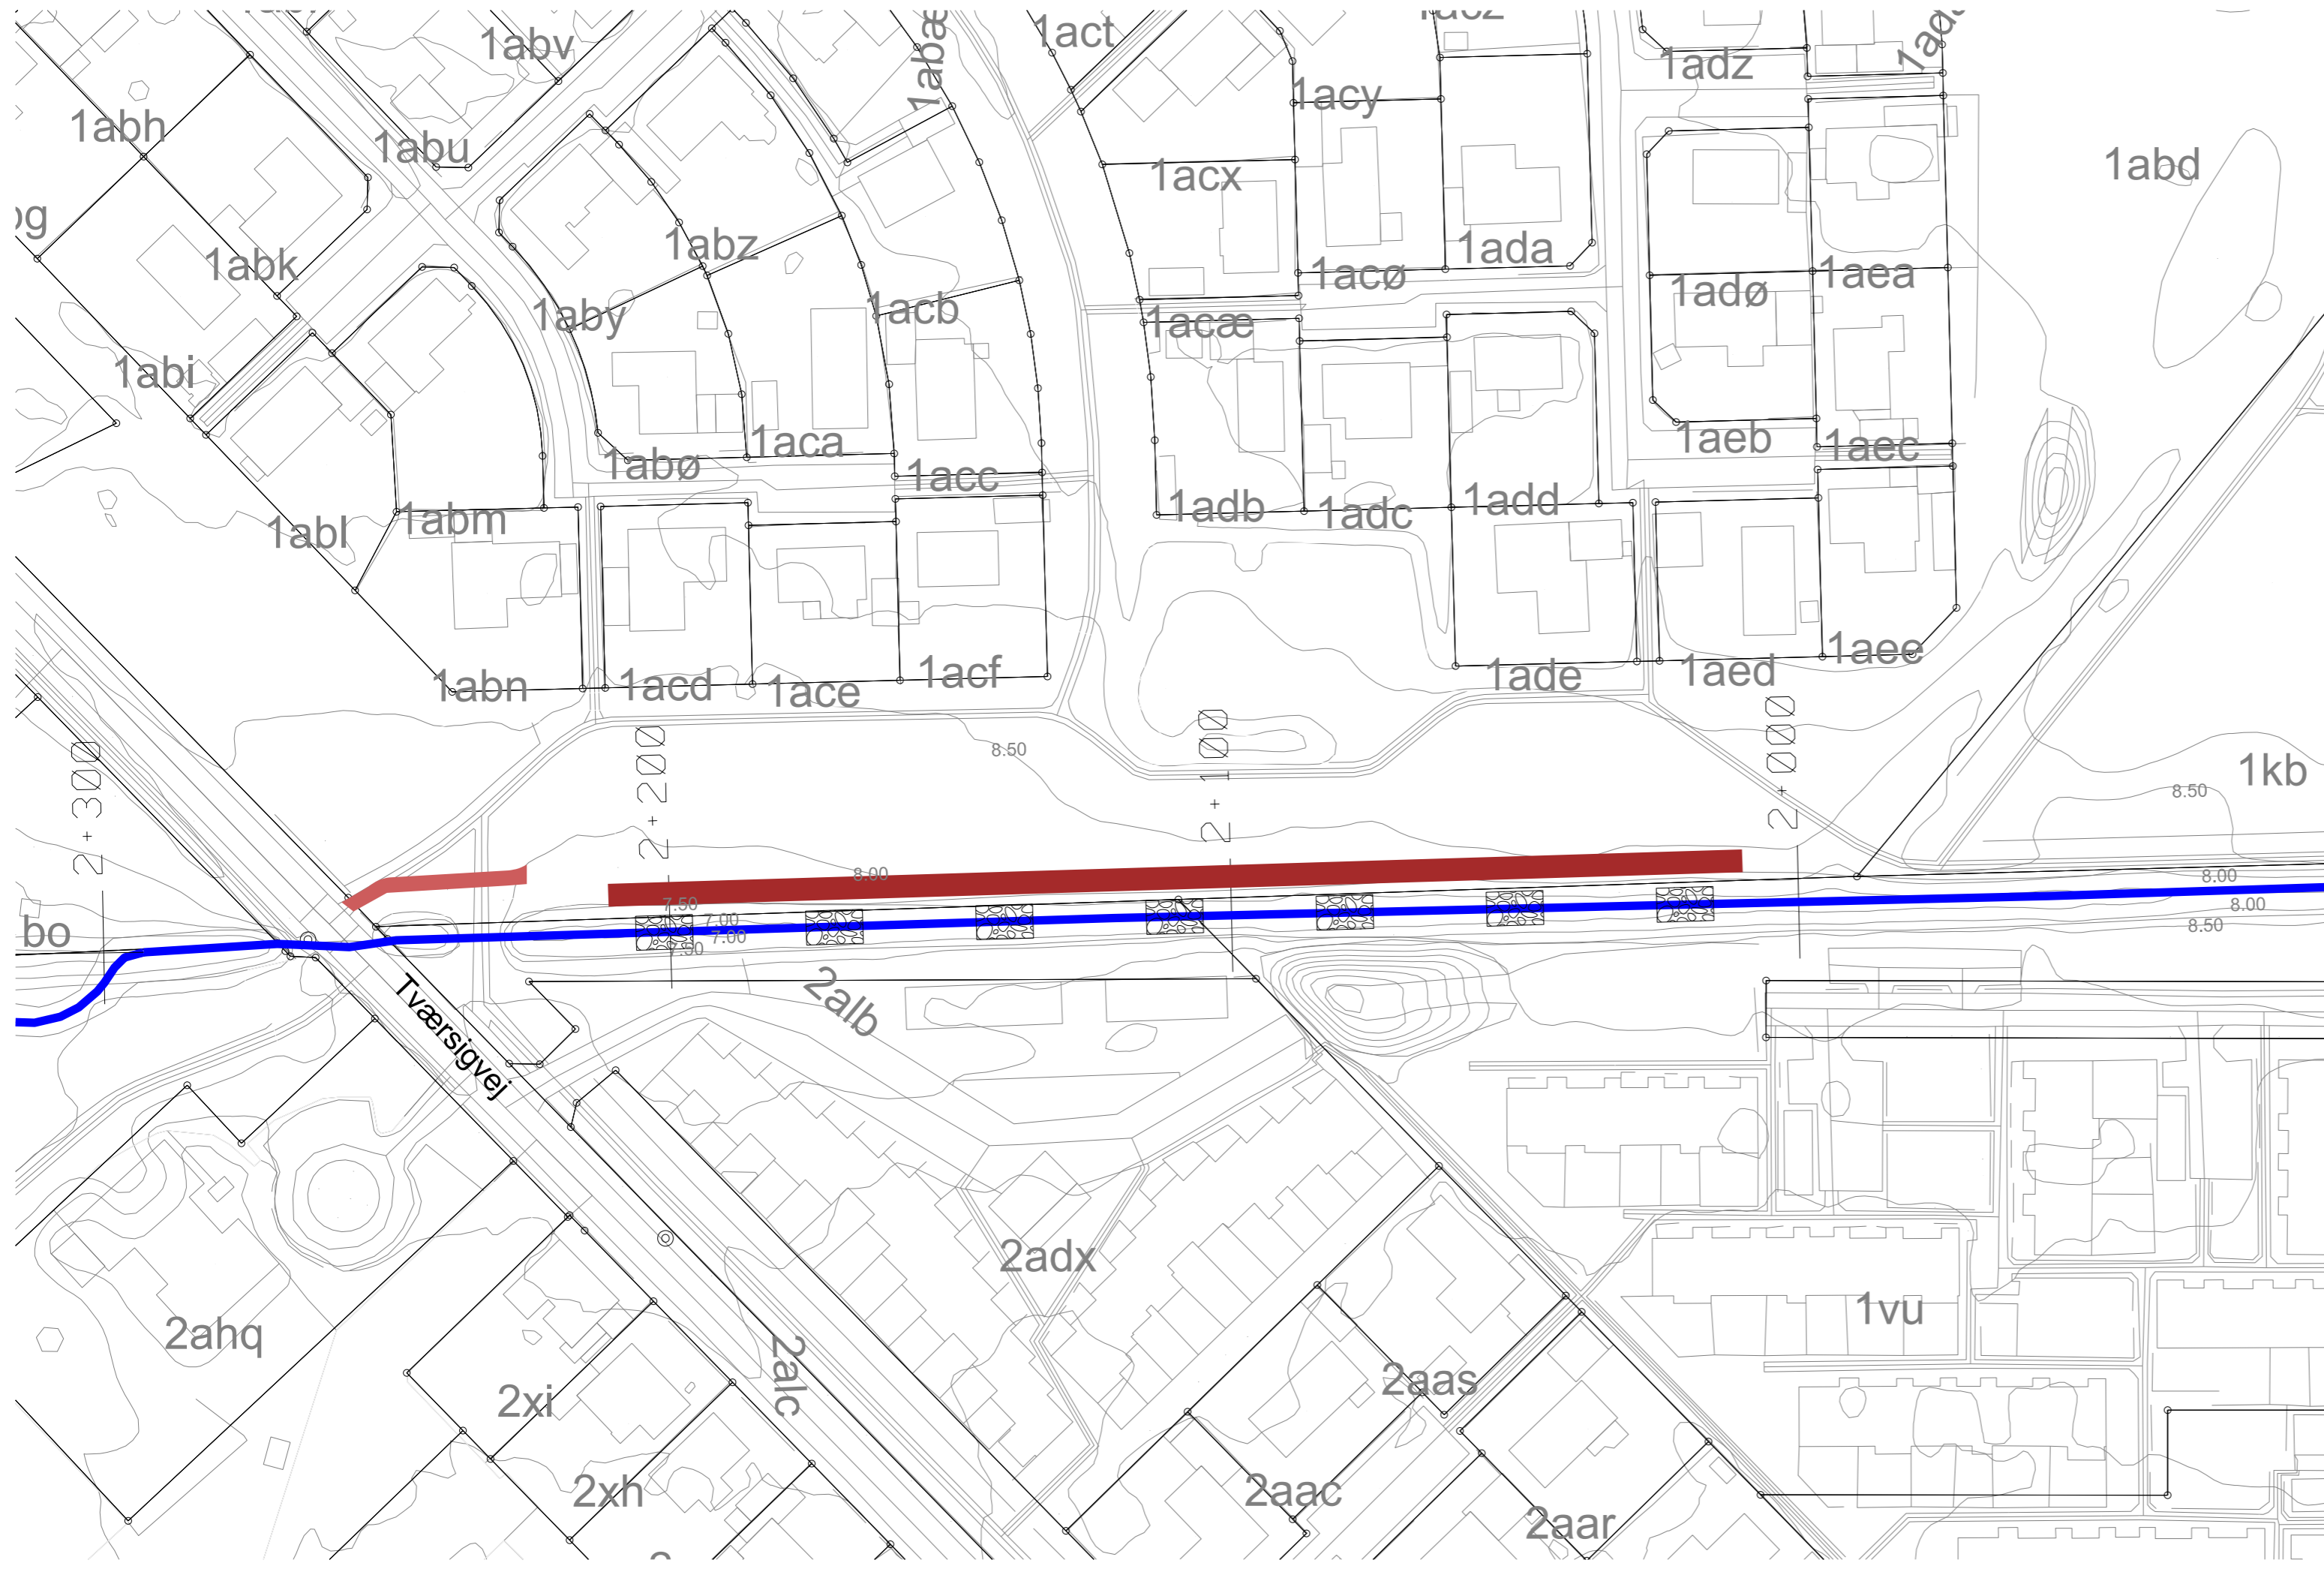 1abv
1abæ
1act
1adz
1abh
1abu
1acy
1abd
1acx
1abk
1abz
1ada
1acø
1adø
1aea
1aby
1acb
1acæ
1abi
1abø
1aca
1acc
1aeb
1aec
1abl
1abm
1adb
1adc
1add
1abn
1acd
1ace
1acf
1ade
1aed
1aee
2+300
2+200
2+100
2+000
8.50
8.50
1kb
8.00
8.00
7.50
7.00
7.00
7.50
8.00
8.50
bo
Tværsigvej
2alb
2adx
2ahq
2alc
1vu
2xi
2aas
2xh
2aac
2aar